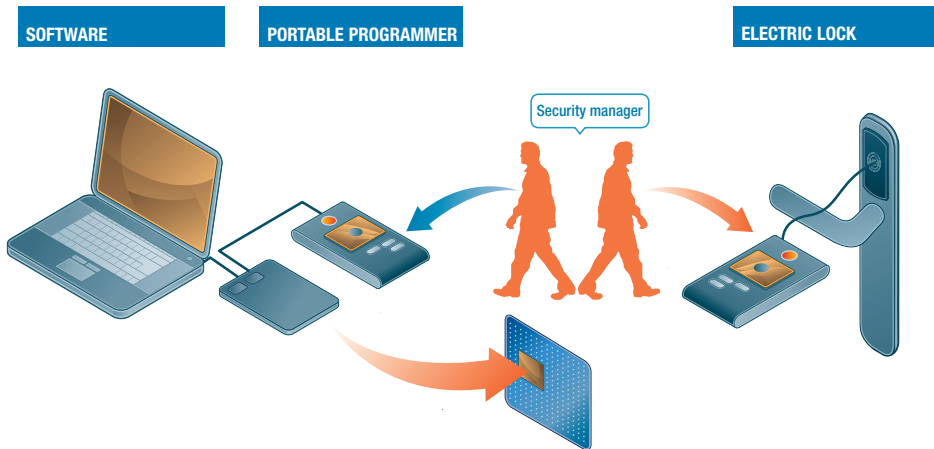 SOFTWARE
PORTABLE PROGRAMMER
ELECTRIC LOCK
Security manager